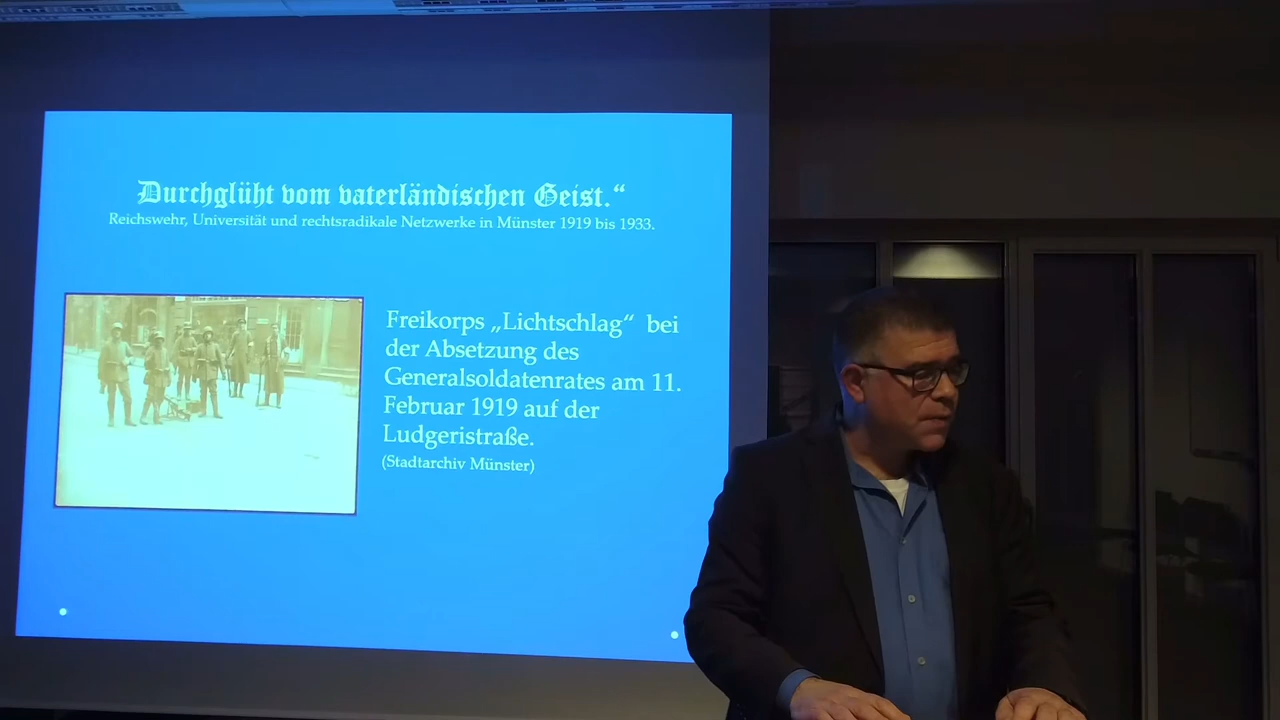 Durchglüht vom vaterländischen Geist.“
Reichswehr, Universität und rechtsradikale Netzwerke in Münster 1919 bis 1933.
Freikorps „Lichtschlag“ bei
der Absetzung des
Generalsoldatenrates am 11.
Februar 1919 auf der
Ludgeristraße.
(Stadtarchiv Münster)